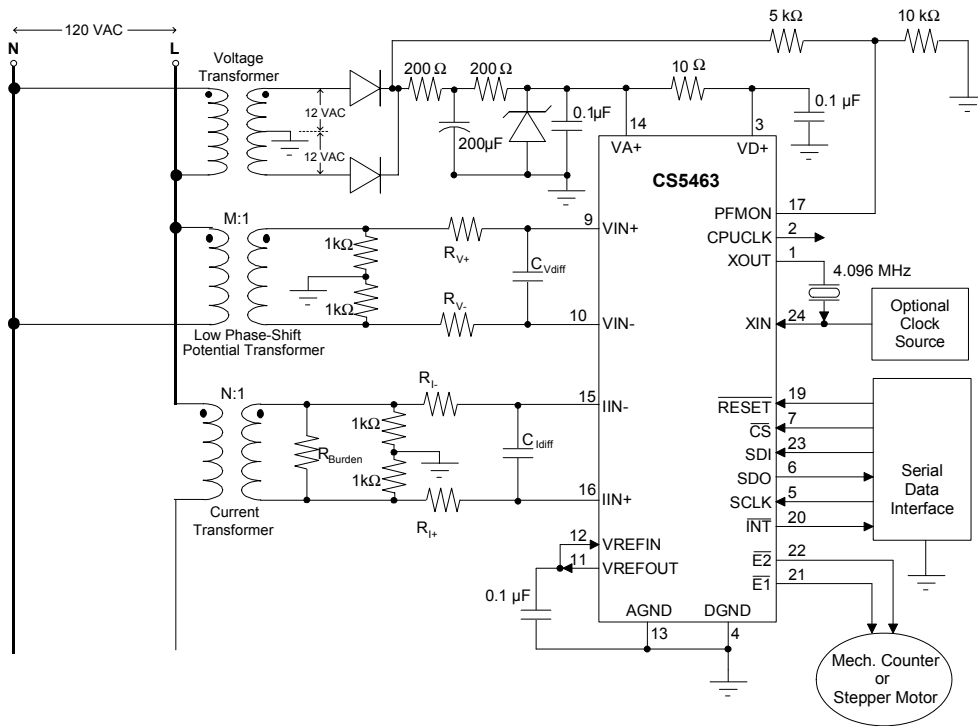 120 VAC
N
L
Voltage
Transformer
12 VAC
12 VAC
200 Ω
200 Ω
200µF
0.1µF
10 Ω
5 kΩ
10 kΩ
0.1 µF
14
3
VA+
VD+
CS5463
17
PFMON
2
CPUCLK
1
XOUT
4.096 MHz
24
XIN
Optional
Clock
Source
M:1
1kΩ
1kΩ
RV+
RV-
CVdiff
9
VIN+
10
VIN-
Low Phase-Shift
Potential Transformer
N:1
RBurden
1kΩ
1kΩ
RI-
RI+
CIdiff
15
IIN-
16
IIN+
Current
Transformer
12
VREFIN
11
VREFOUT
0.1 µF
AGND
DGND
13
4
19
RESET
7
CS
23
SDI
6
SDO
5
SCLK
20
INT
Serial
Data
Interface
22
E2
21
E1
Mech. Counter
or
Stepper Motor